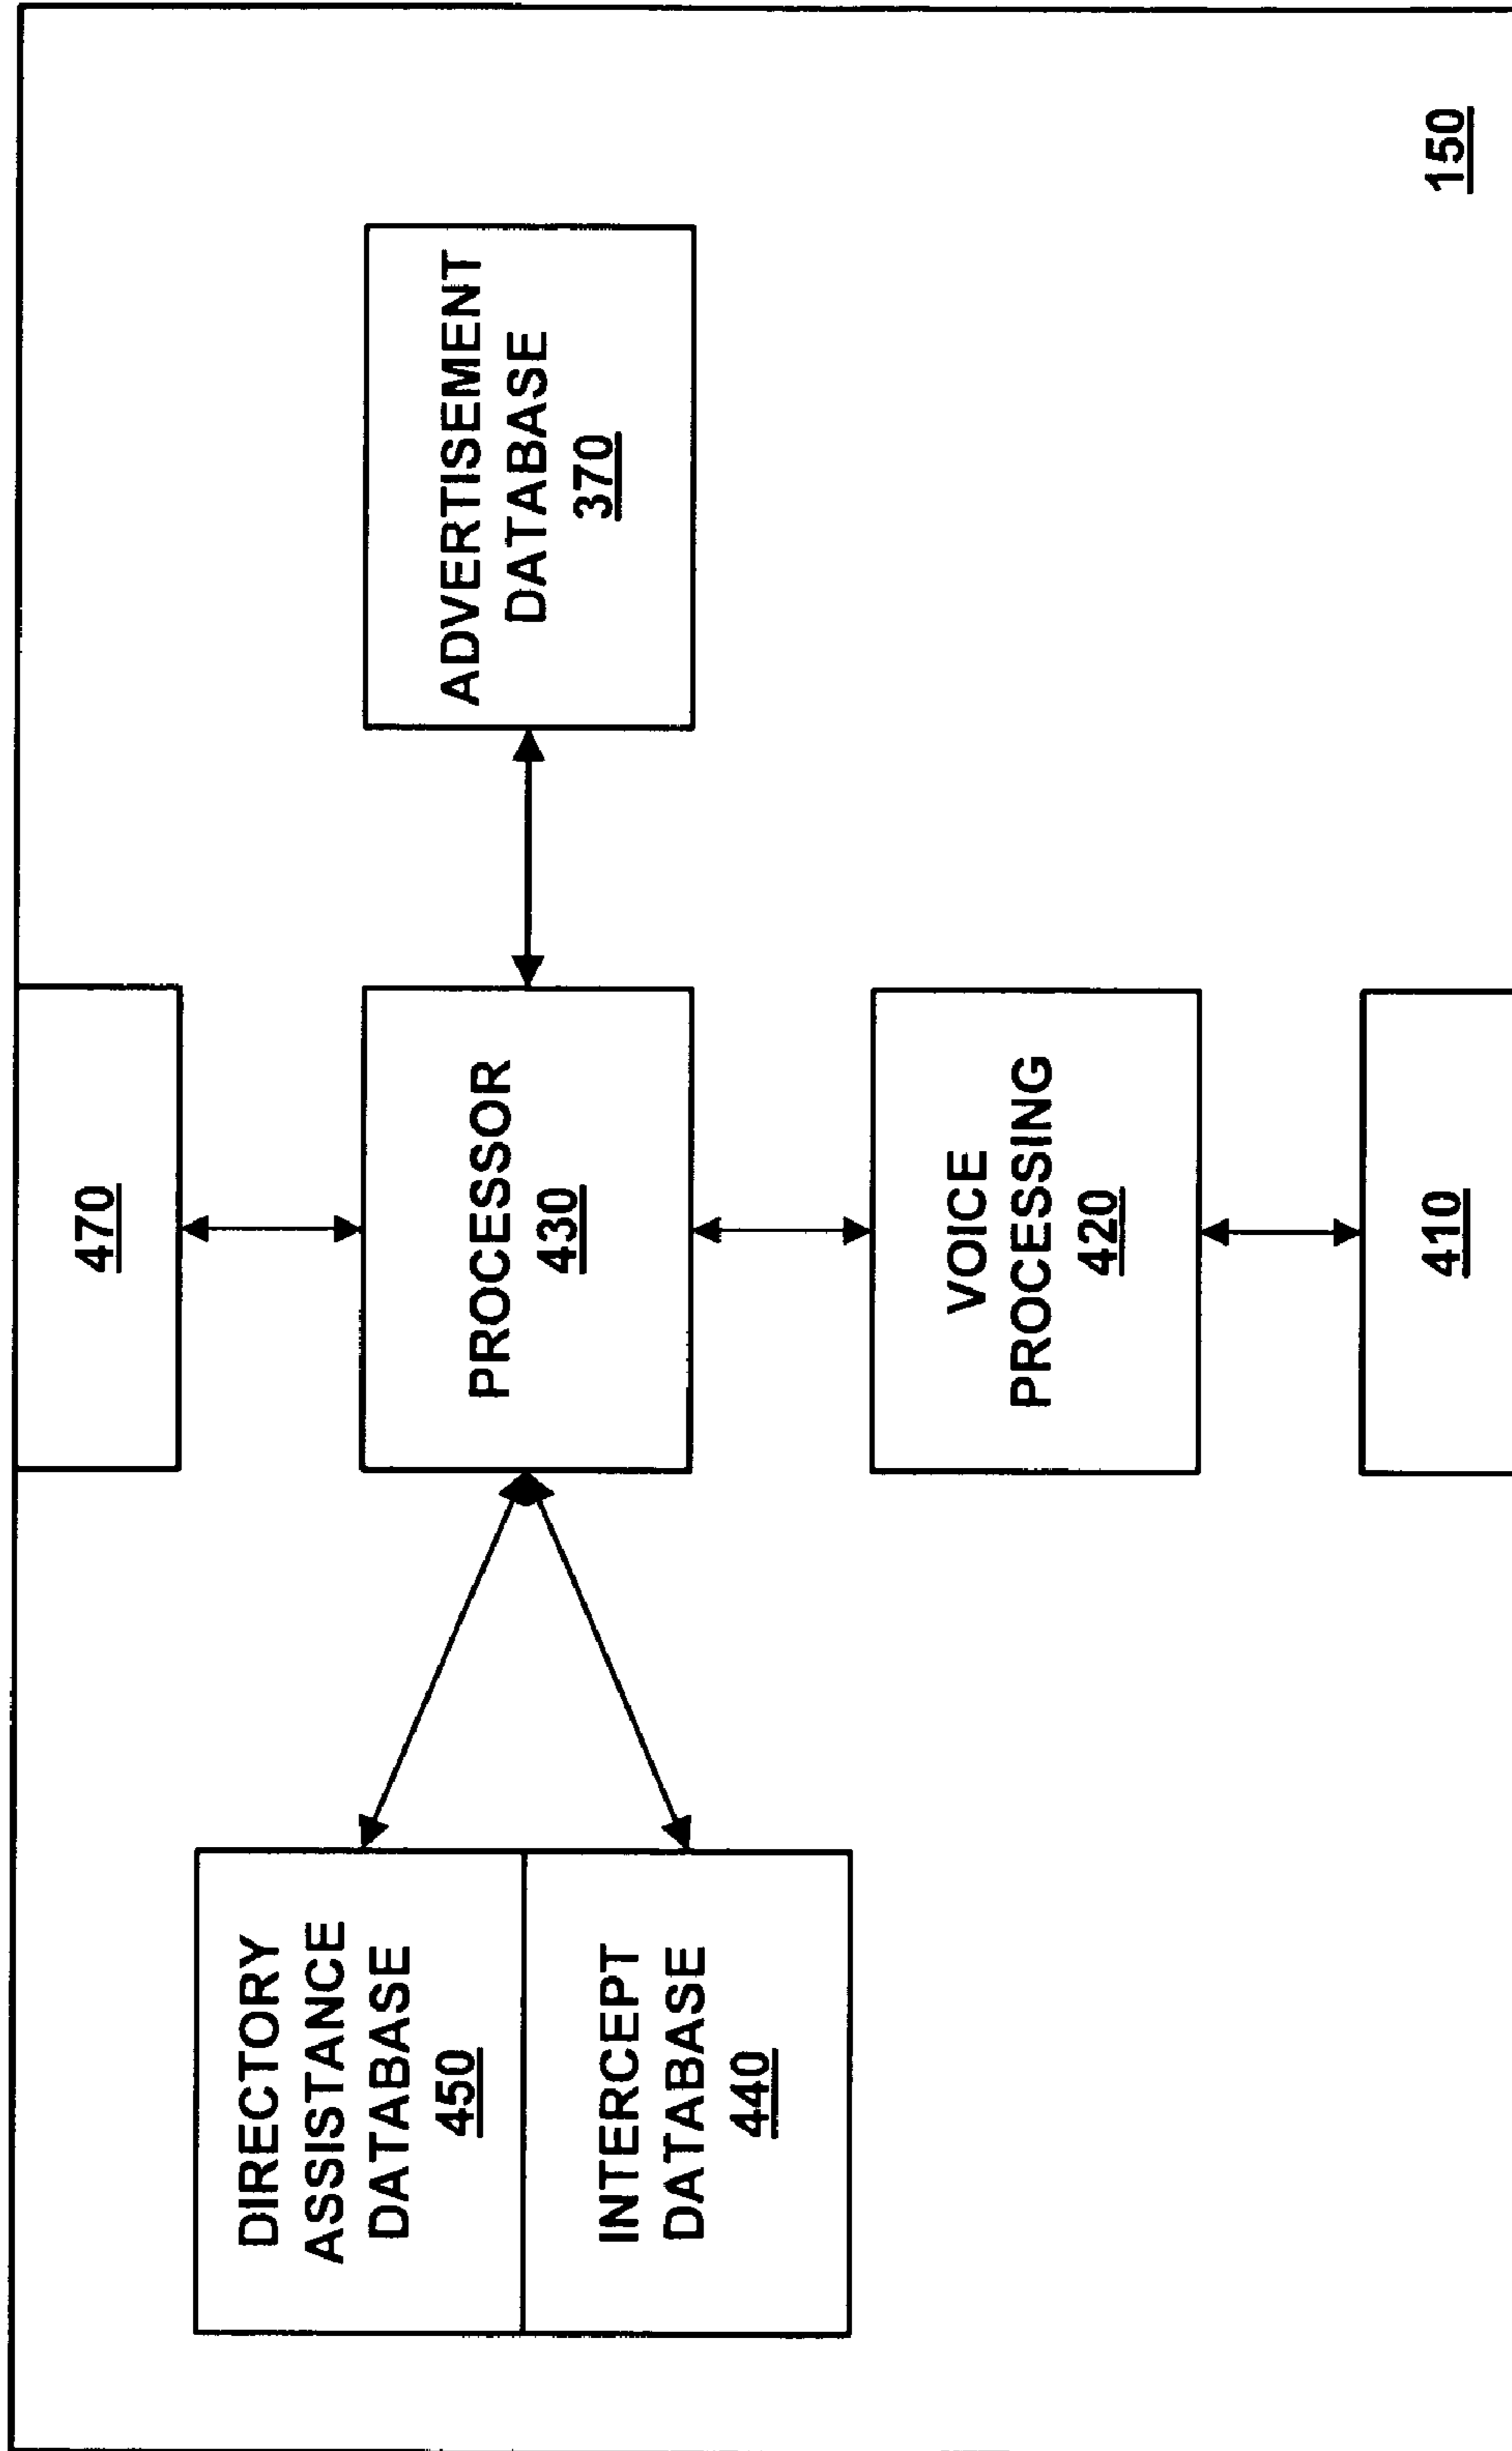 470
DIRECTORY
ASSISTANCE
DATABASE
450
INTERCEPT
DATABASE
440
PROCESSOR
430
ADVERTISEMENT
DATABASE
370
VOICE
PROCESSING
420
410
150